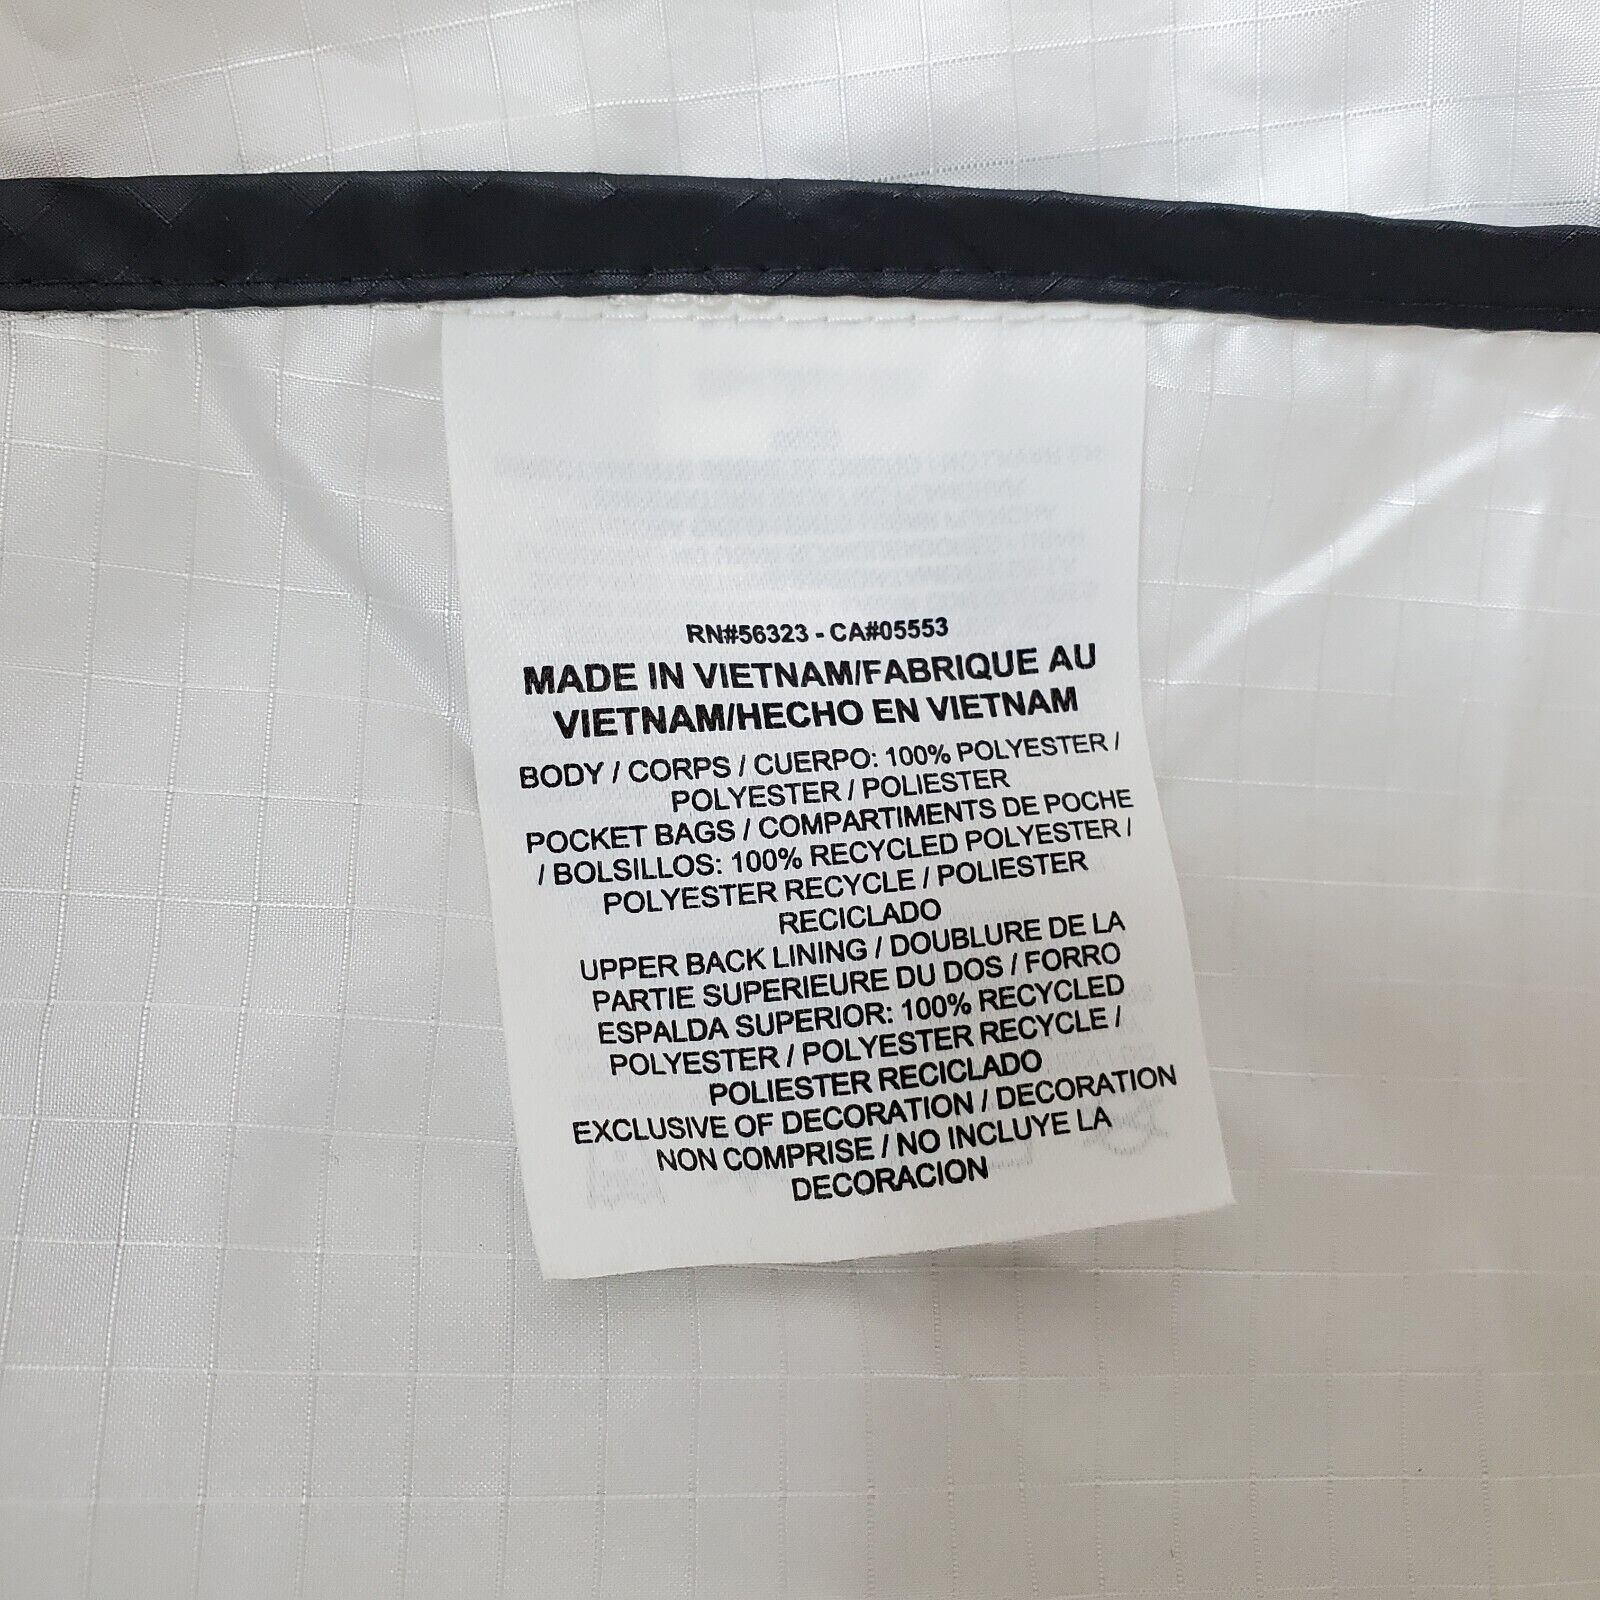 RN#56323 - CA#05553
MADE IN VIETNAM/FABRIQUE AU
VIETNAM/HECHO EN VIETNAM
BODY / CORPS / CUERPO: 100% POLYESTER /
POLYESTER / POLIESTER
POCKET BAGS / COMPARTIMENTS DE POCHE
/ BOLSILLOS: 100% RECYCLED POLYESTER /
POLYESTER RECYCLE / POLIESTER
RECICLADO
UPPER BACK LINING / DOUBLURE DE LA
PARTIE SUPERIEURE DU DOS / FORRO
ESPALDA SUPERIOR: 100% RECYCLED
POLYESTER / POLYESTER RECYCLE /
POLIESTER RECICLADO
EXCLUSIVE OF DECORATION / DECORATION
NON COMPRISE / NO INCLUYE LA
DECORACION